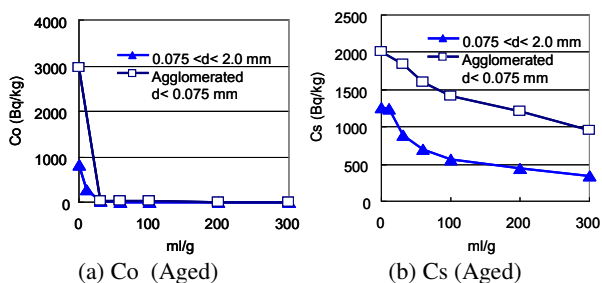 4000
3000
2000
1000
0
Co (Bq/kg)
0.075 <d< 2.0 mm
Agglomerated
d< 0.075 mm
0 100 200 300
ml/g
(a) Co (Aged)
2500
2000
1500
1000
500
0
Cs (Bq/kg)
0.075 <d< 2.0 mm
Agglomerated
d< 0.075 mm
0 100 200 300
ml/g
(b) Cs (Aged)